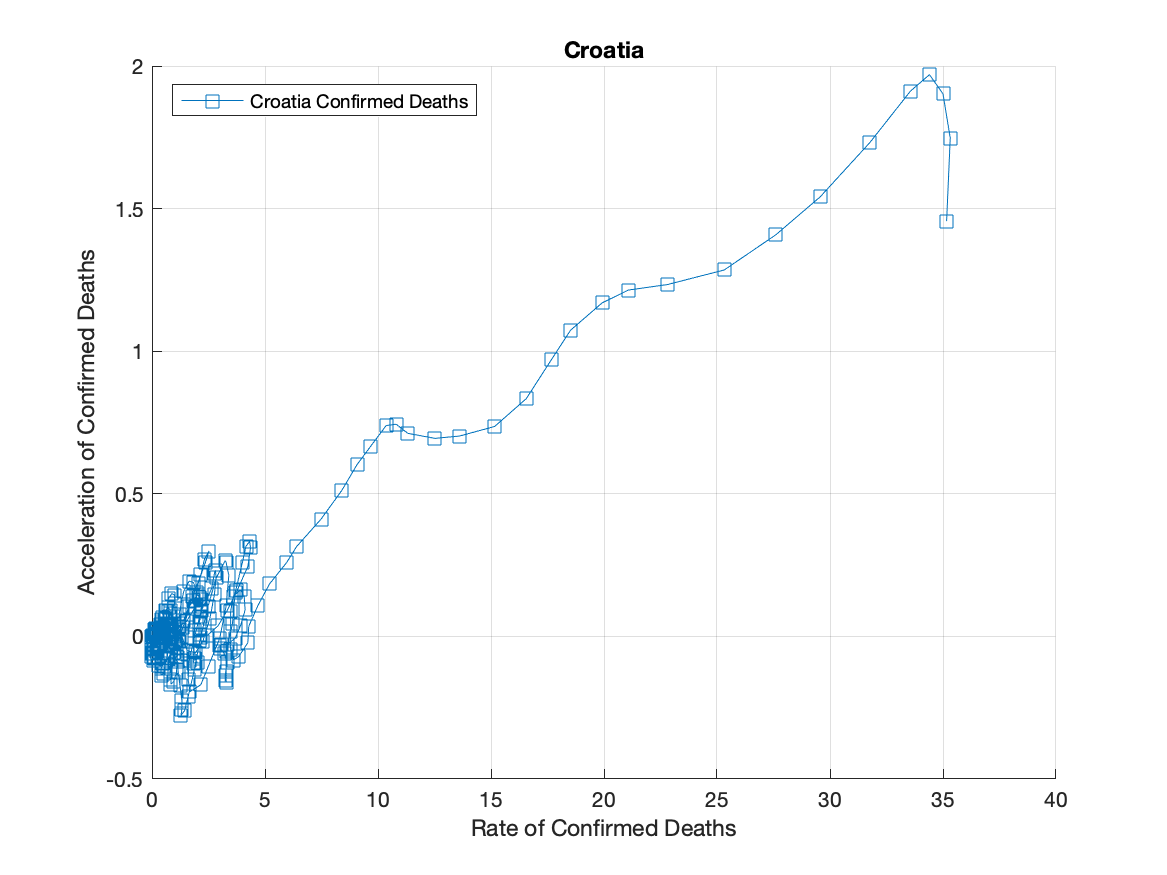 Croatia
Croatia Confirmed Deaths
2
1.5
1
0.5
0
-0.5
Acceleration of Confirmed Deaths
0 5 10 15 20 25 30 35 40
Rate of Confirmed Deaths